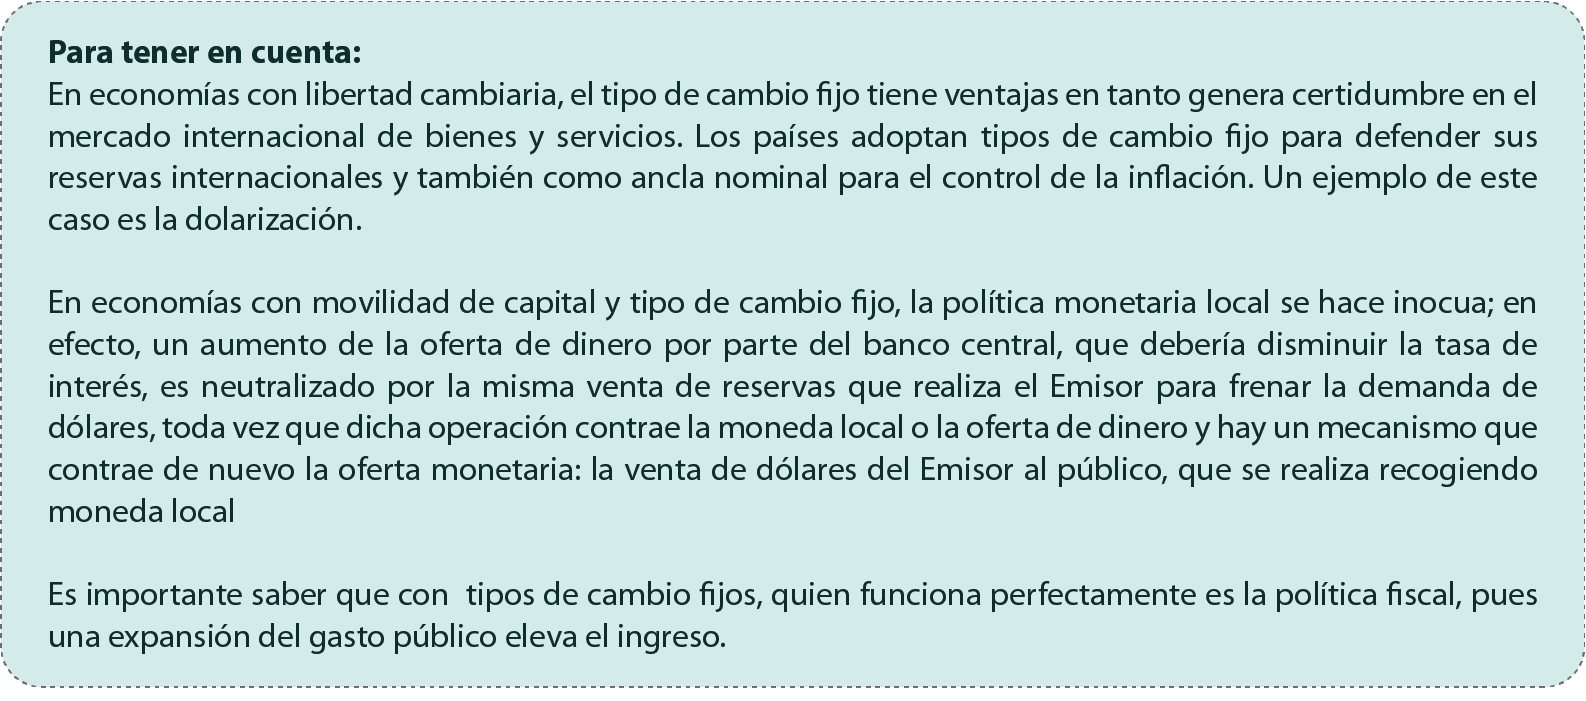 Para tener en cuenta:
En economías con libertad cambiaria, el tipo de cambio fijo tiene ventajas en tanto genera certidumbre en el
mercado internacional de bienes y servicios. Los países adoptan tipos de cambio fijo para defender sus
reservas internacionales y también como ancla nominal para el control de la inflación. Un ejemplo de este
caso es la dolarización.
En economías con movilidad de capital y tipo de cambio fijo, la política monetaria local se hace inocua; en
efecto, un aumento de la oferta de dinero por parte del banco central, que debería disminuir la tasa de
interés, es neutralizado por la misma venta de reservas que realiza el Emisor para frenar la demanda de
dólares, toda vez que dicha operación contrae la moneda local o la oferta de dinero y hay un mecanismo que
contrae de nuevo la oferta monetaria: la venta de dólares del Emisor al público, que se realiza recogiendo
moneda local
Es importante saber que con  tipos de cambio fijos, quien funciona perfectamente es la política fiscal, pues
una expansión del gasto público eleva el ingreso.